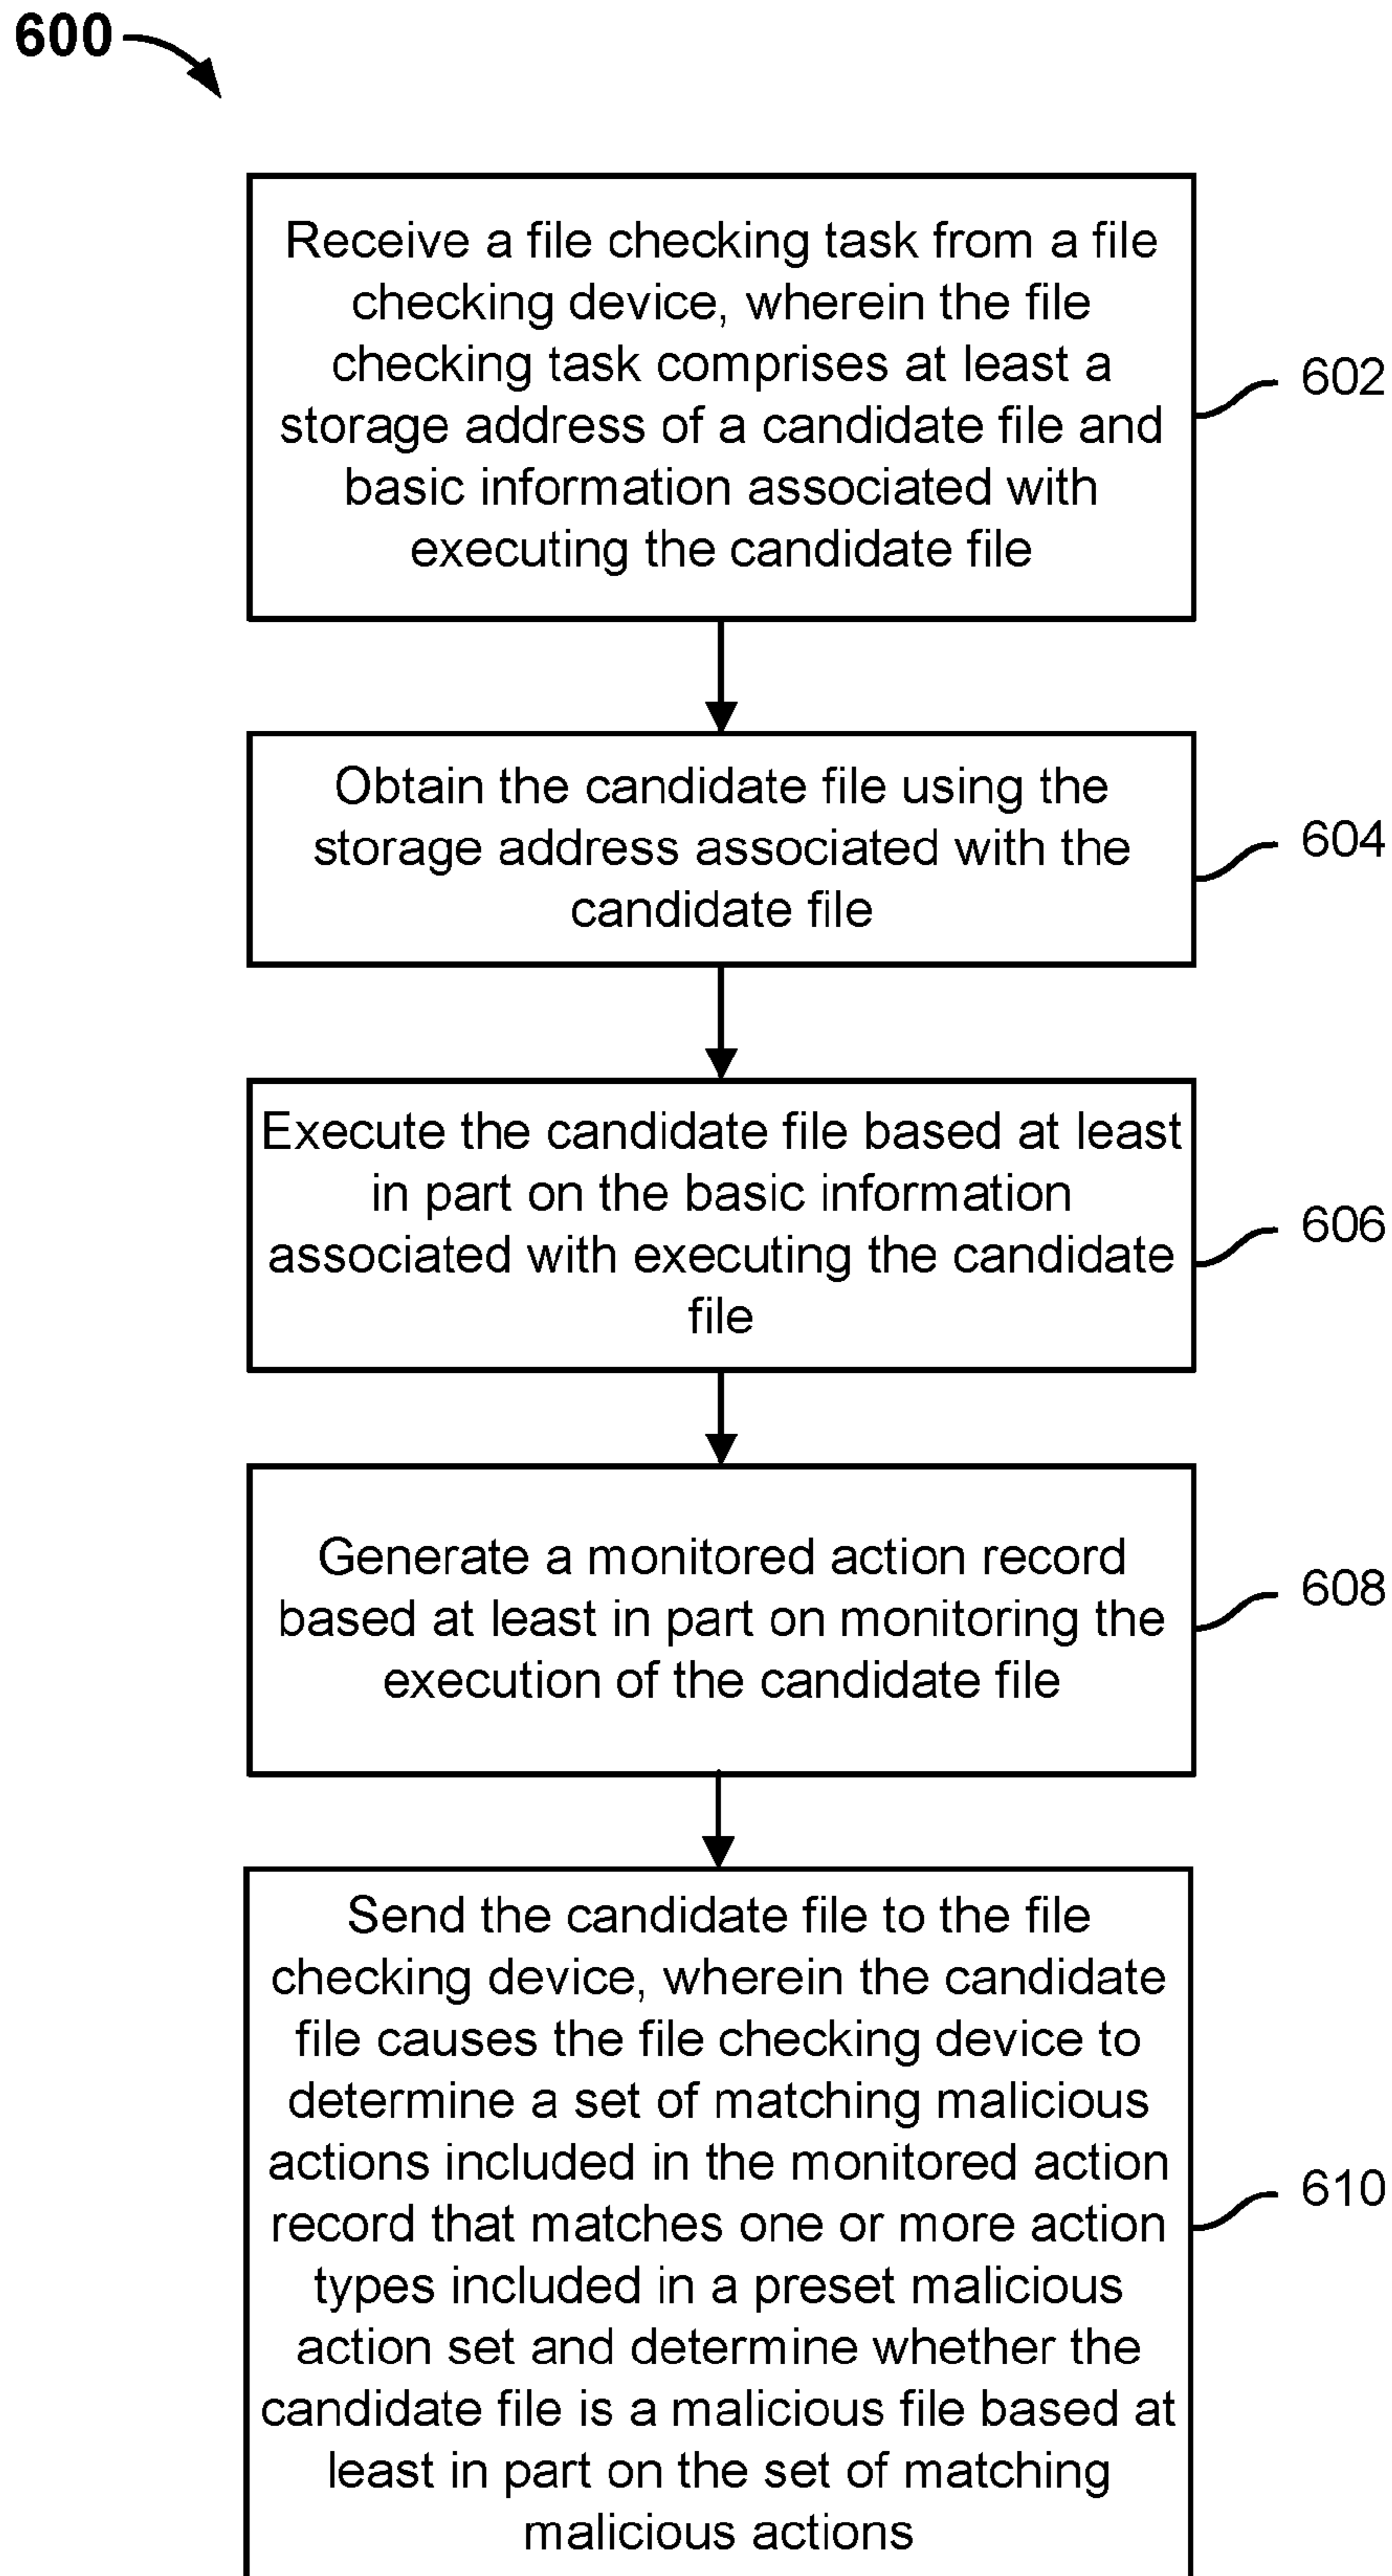 600
Receive a file checking task from a file
checking device, wherein the file
checking task comprises at least a
storage address of a candidate file and
basic information associated with
executing the candidate file
602
Obtain the candidate file using the
storage address associated with the
candidate file
604
Execute the candidate file based at least
in part on the basic information
associated with executing the candidate
file
606
Generate a monitored action record
based at least in part on monitoring the
execution of the candidate file
608
Send the candidate file to the file
checking device, wherein the candidate
file causes the file checking device to
determine a set of matching malicious
actions included in the monitored action
record that matches one or more action
types included in a preset malicious
action set and determine whether the
candidate file is a malicious file based at
least in part on the set of matching
malicious actions
610